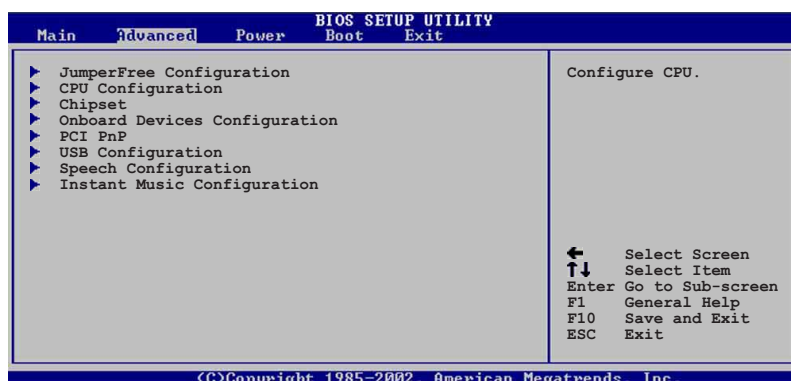 BIOS SETUP UTILITY
Main Advanced Power Boot Exit
JumperFree Configuration
CPU Configuration
Chipset
Onboard Devices Configuration
PCI PnP
USB Configuration
Speech Configuration
Instant Music Configuration
Configure CPU.
← Select Screen
↑↓ Select Item
Enter Go to Sub-screen
F1 General Help
F10 Save and Exit
ESC Exit
(C)Copyright 1985-2002, American Megatrends, Inc.